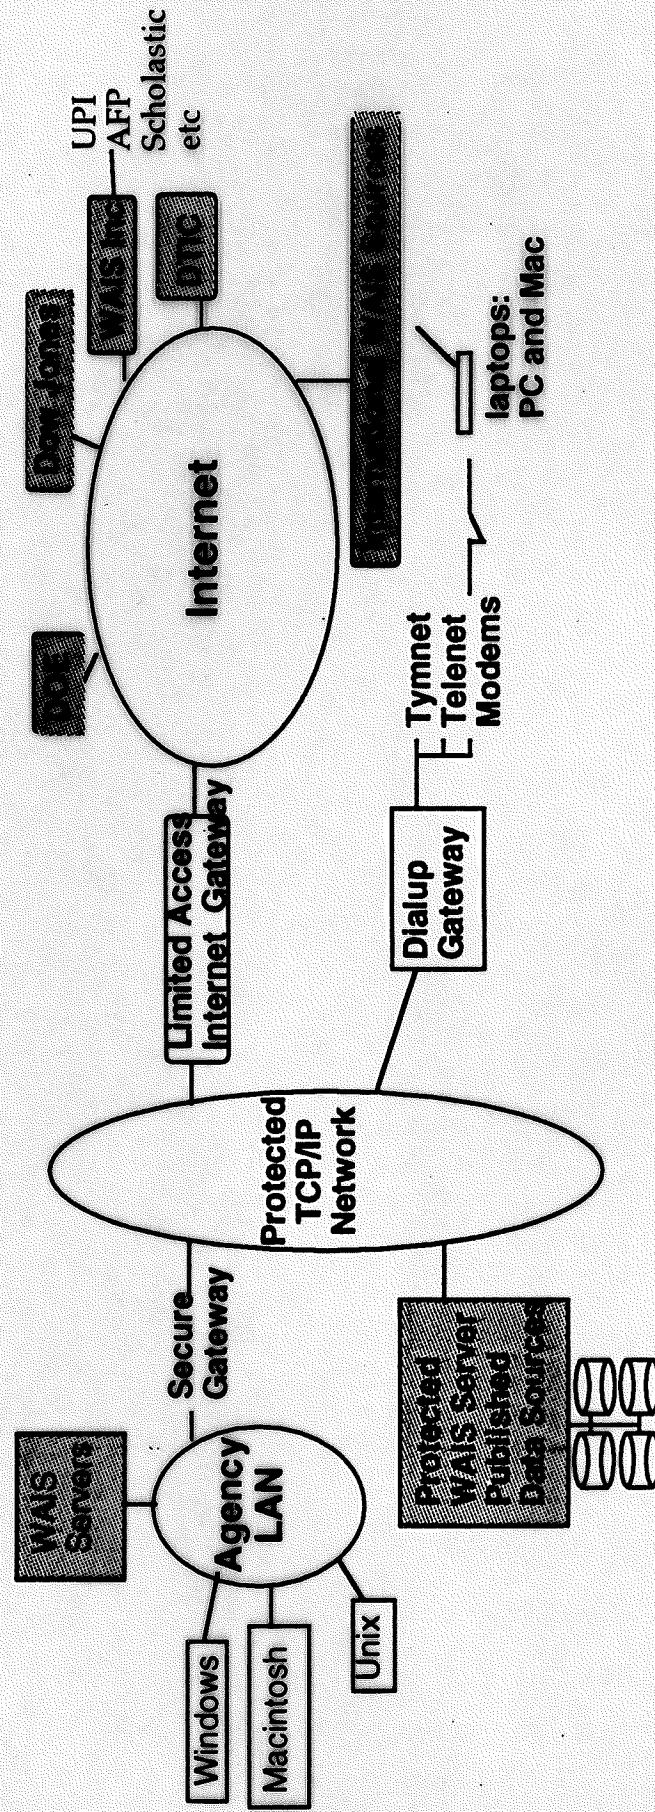 WAIS
Servers
Windows
Macintosh
Unix
Agency
LAN
Secure
Gateway
Protected
WAIS Server
Published
Data Sources
Protected
TCP/IP
Network
Limited Access
Internet Gateway
Dialup
Gateway
Tymnet
Telenet
Modems
laptops:
PC and Mac
Internet
DOE
Dow Jones
WAIS Inc
UPI
AFP
Scholastic
etc
DTIC
WAIS Sources